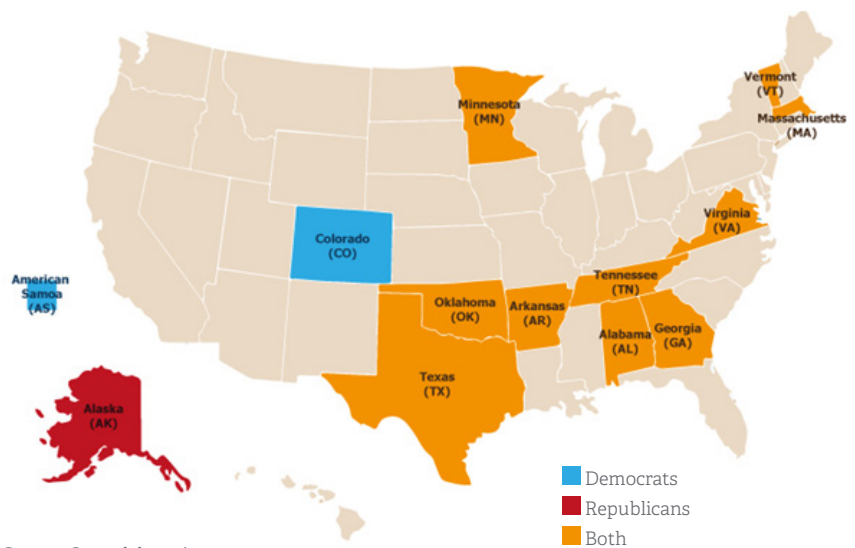 Vermont
(VT)
Minnesota
(MN)
Massachusetts
(MA)
Virginia
(VA)
Colorado
(CO)
American
Samoa
(AS)
Tennessee
(TN)
Oklahoma
(OK)
Arkansas
(AR)
Alabama
(AL)
Georgia
(GA)
Texas
(TX)
Alaska
(AK)
Democrats
Republicans
Both